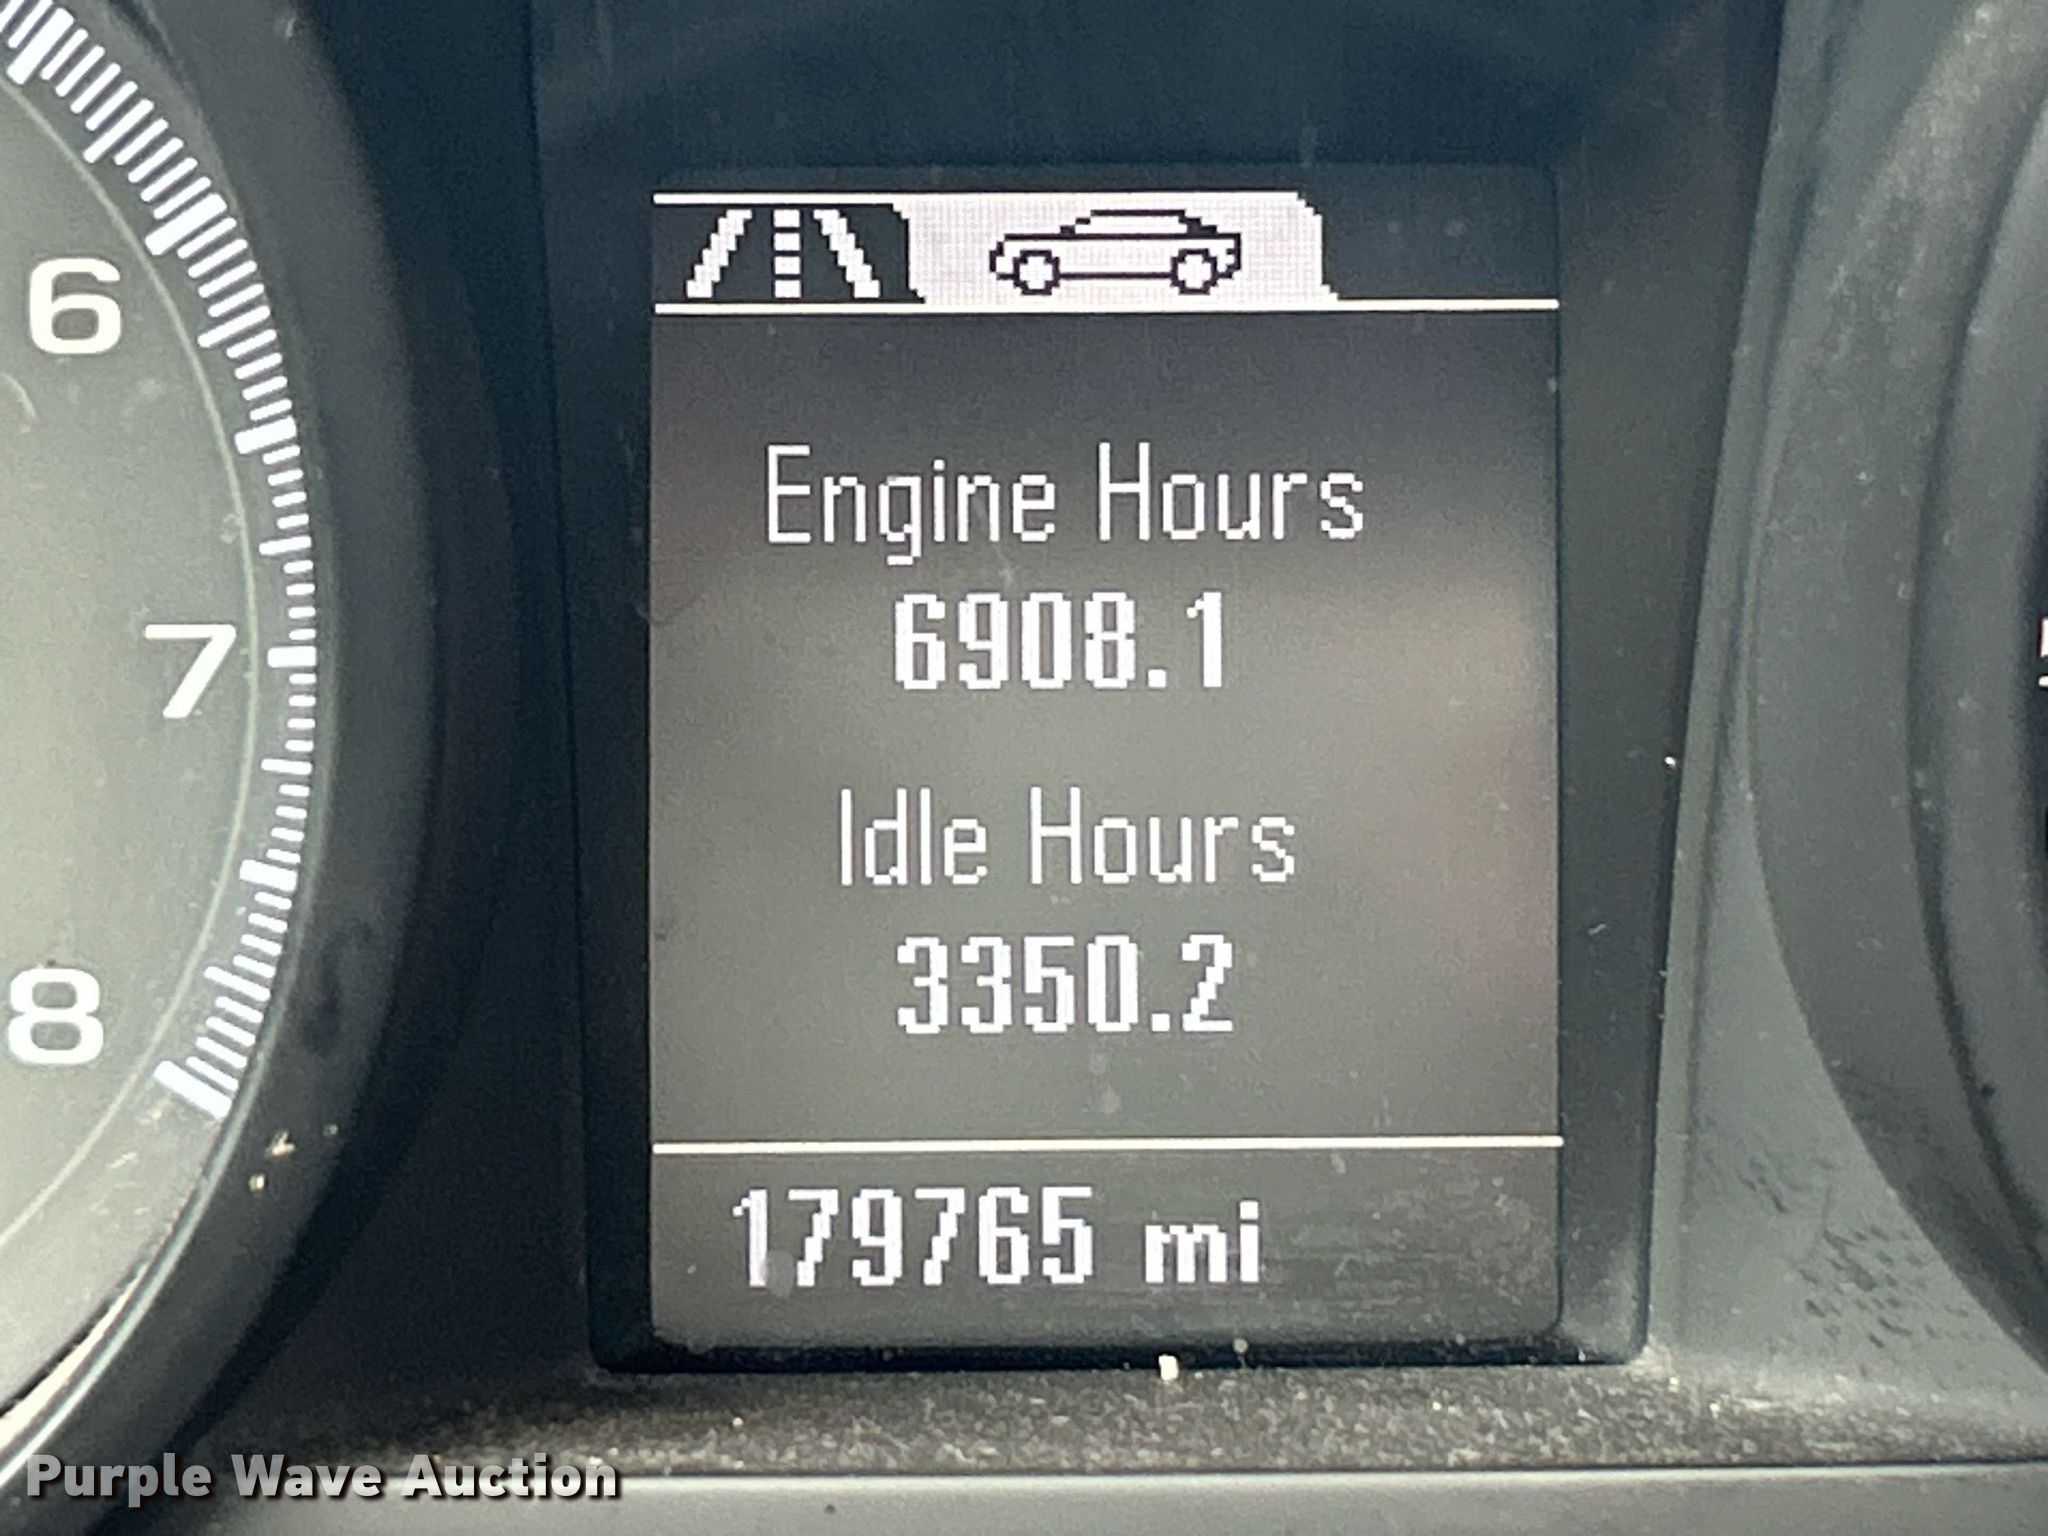 6
7
8
Engine Hours
6908.1
Idle Hours
3350.2
179765 mi
Purple Wave Auction